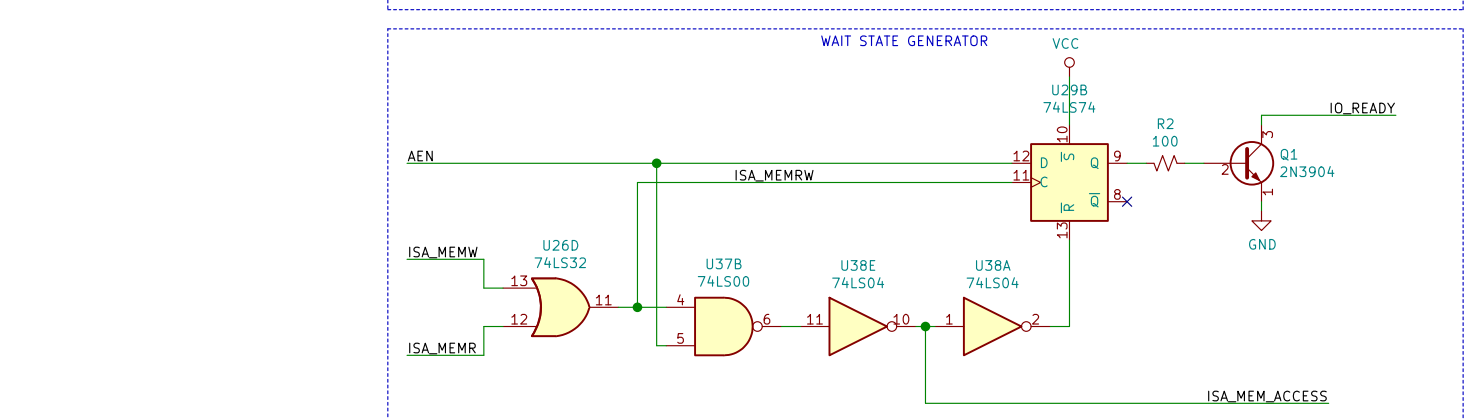 WAIT STATE GENERATOR
VCC
U29B
74LS74
IO_READY
R2
100
10
3
AEN
12
D
S
Q
9
Q1
2N3904
2
ISA_MEMRW
11
C
R
Q
8
1
13
GND
ISA_MEMW
U26D
74LS32
13
11
12
ISA_MEMR
U37B
74LS00
4
5
6
U38E
74LS04
11
10
U38A
74LS04
1
2
ISA_MEM_ACCESS